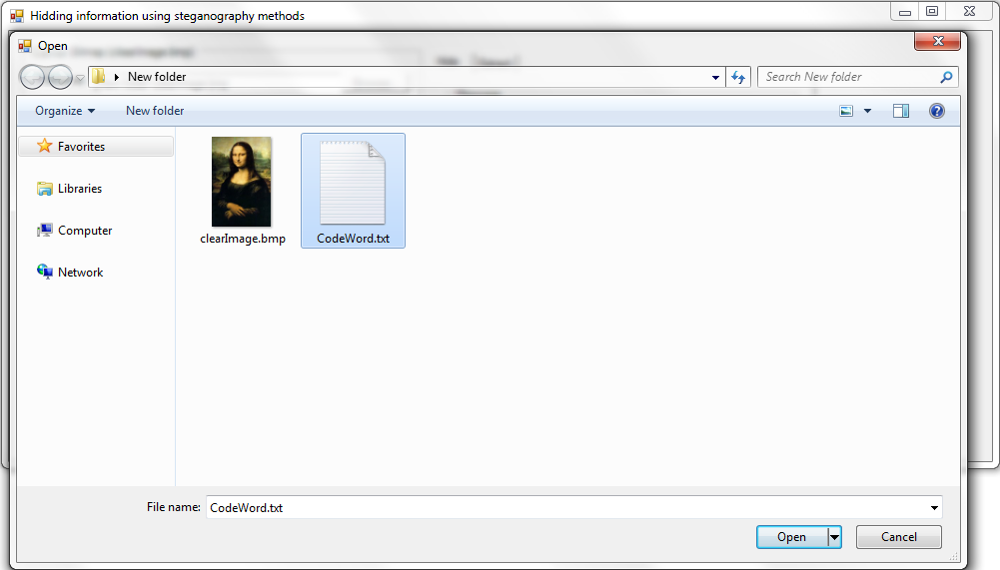 Hidding information using steganography methods
Open
New folder
Search New folder
Organize
New folder
Favorites
Libraries
Computer
Network
clearImage.bmp
CodeWord.txt
File name: CodeWord.txt
Open
Cancel